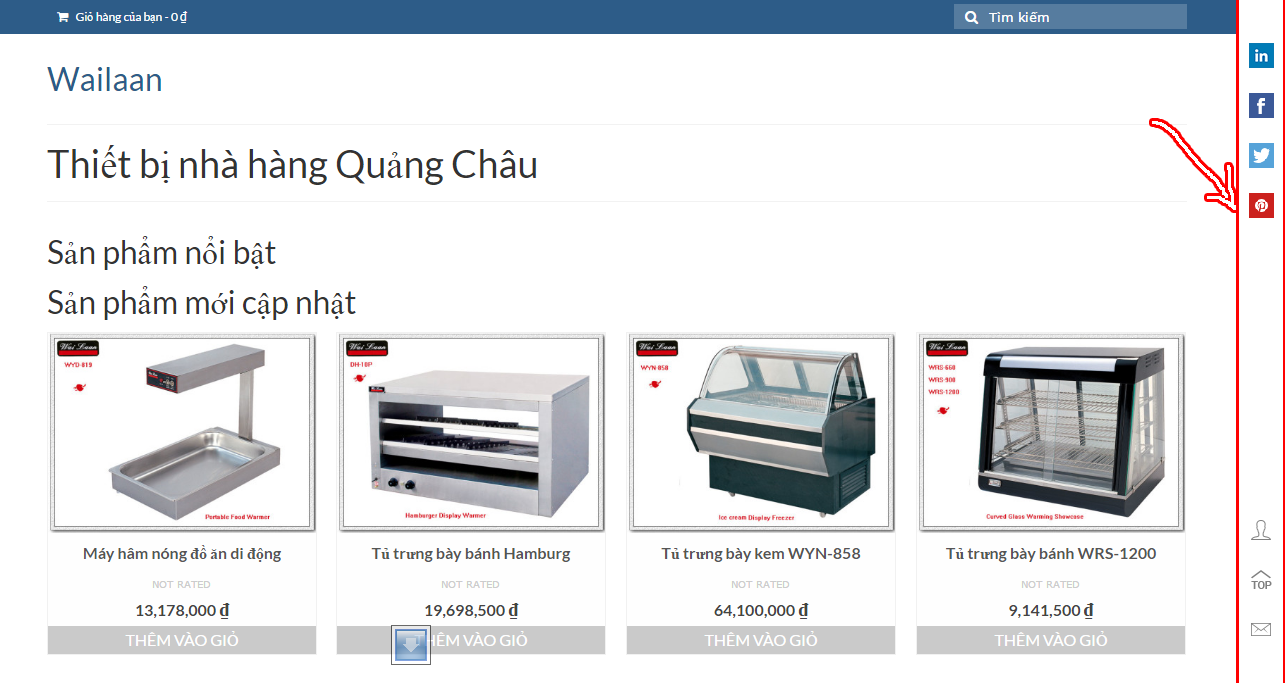 Giỏ hàng của bạn - 0 ₫
Tìm kiếm
Wailaan
Thiết bị nhà hàng Quảng Châu
Sản phẩm nổi bật
Sản phẩm mới cập nhật
Wai Laan
WYD-819
Portable Food Warmer
Wai Laan
DH-10P
Hamburger Display Warmer
Wai Laan
WYN-858
Ice cream Display Freezer
Wai Laan
WRS-660
WRS-900
WRS-1200
Curved Glass Warming Showcase
Máy hâm nóng đồ ăn di động
NOT RATED
13,178,000 ₫
THÊM VÀO GIỎ
Tủ trưng bày bánh Hamburg
NOT RATED
19,698,500 ₫
HÊM VÀO GIỎ
Tủ trưng bày kem WYN-858
NOT RATED
64,100,000 ₫
THÊM VÀO GIỎ
Tủ trưng bày bánh WRS-1200
NOT RATED
9,141,500 ₫
THÊM VÀO GIỎ
in
f
TOP